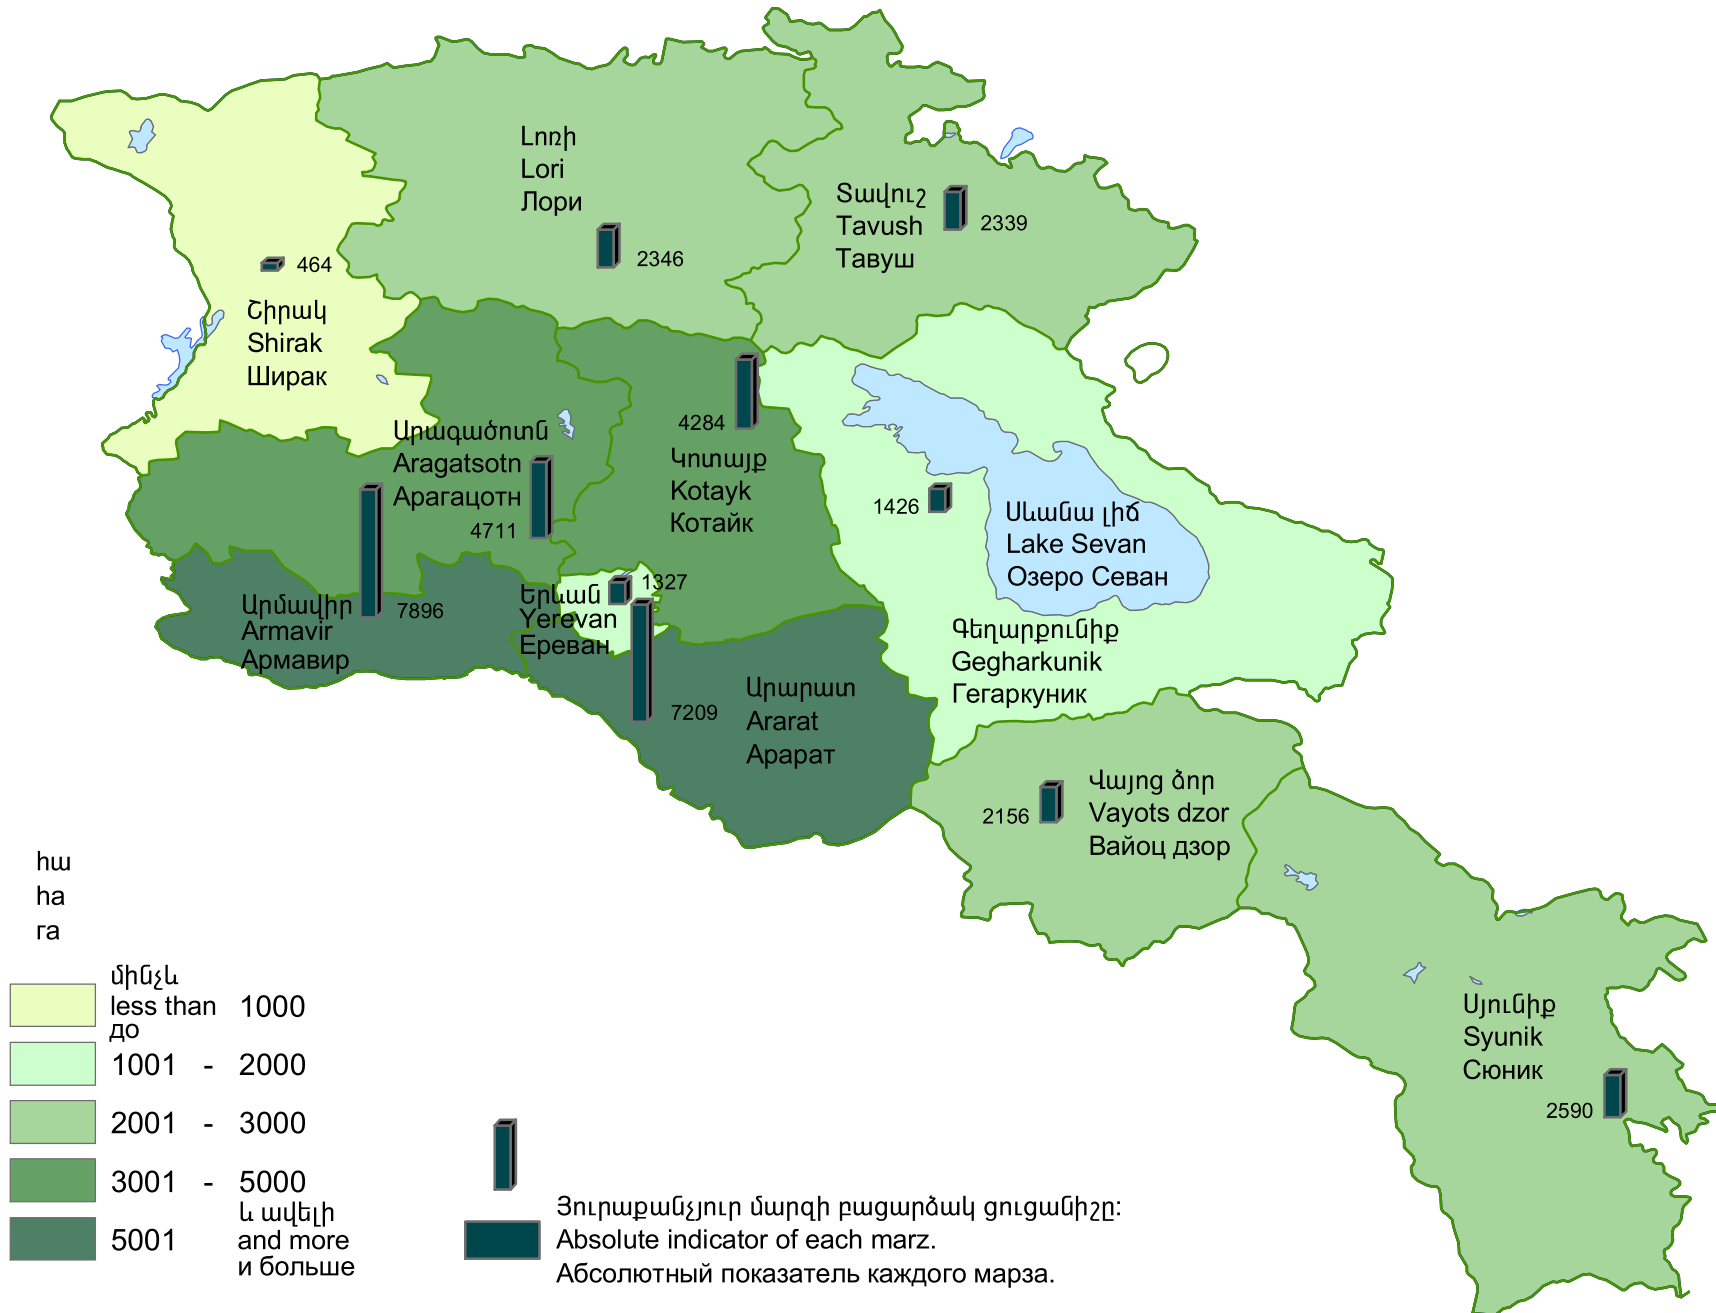 Լոռի
Lori
Лори
2346
Տավուշ
Tavush
Тавуш
2339
464
Շիրակ
Shirak
Ширак
4284
Կոտայք
Kotayk
Котайк
Արագածոտն
Aragatsotn
Арагацотн
4711
1426
Սևանա լիճ
Lake Sevan
Озеро Севан
Արմավիր
Armavir
Армавир
7896
1327
Երևան
Yerevan
Ереван
Գեղարքունիք
Gegharkunik
Гегаркуник
Արարատ
Ararat
Арарат
7209
Վայոց ձոր
Vayots dzor
Вайоц дзор
2156
Սյունիք
Syunik
Сюник
2590
հա
ha
га
մինչև
less than 1000
до
1001 - 2000
2001 - 3000
3001 - 5000
և ավելի
5001 and more
и больше
Յուրաքանչյուր մարզի բացարձակ ցուցանիշը:
Absolute indicator of each marz.
Абсолютный показатель каждого марза.